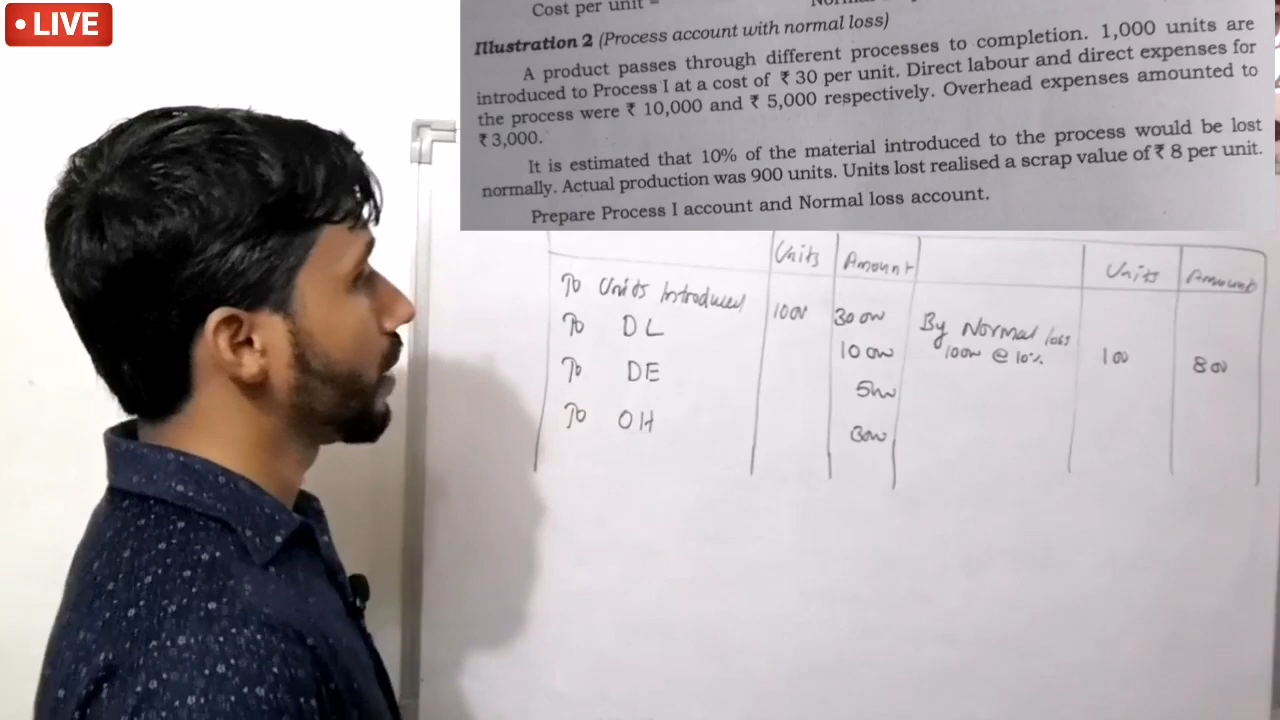 • LIVE
Cost per unit =
Illustration 2 (Process account with normal loss)
A product passes through different processes to completion. 1,000 units are
introduced to Process I at a cost of ₹ 30 per unit. Direct labour and direct expenses for
the process were ₹ 10,000 and ₹ 5,000 respectively. Overhead expenses amounted to
₹ 3,000.
It is estimated that 10% of the material introduced to the process would be lost
normally. Actual production was 900 units. Units lost realised a scrap value of ₹ 8 per unit.
Prepare Process I account and Normal loss account.
Units Amount Units Amount
To Units Introduced 1000 30000 By Normal loss
To DL 10000 1000 @ 10% 100 800
To DE 5000
To OH 3000